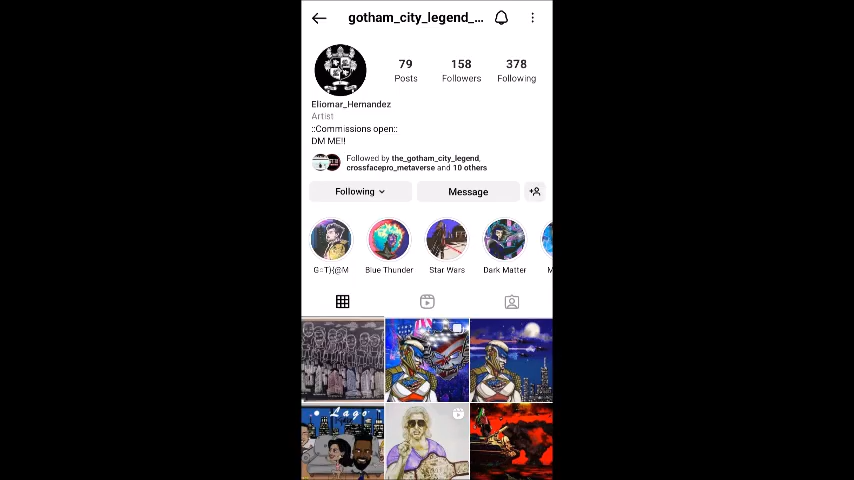 gotham_city_legend_...
79 158 378
Posts Followers Following
Eliomar_Hernandez
Artist
::Commissions open::
DM ME!!
Followed by the_gotham_city_legend,
crossfacepro_metaverse and 10 others
Following Message
G=T}{@M Blue Thunder Star Wars Dark Matter M
Lago